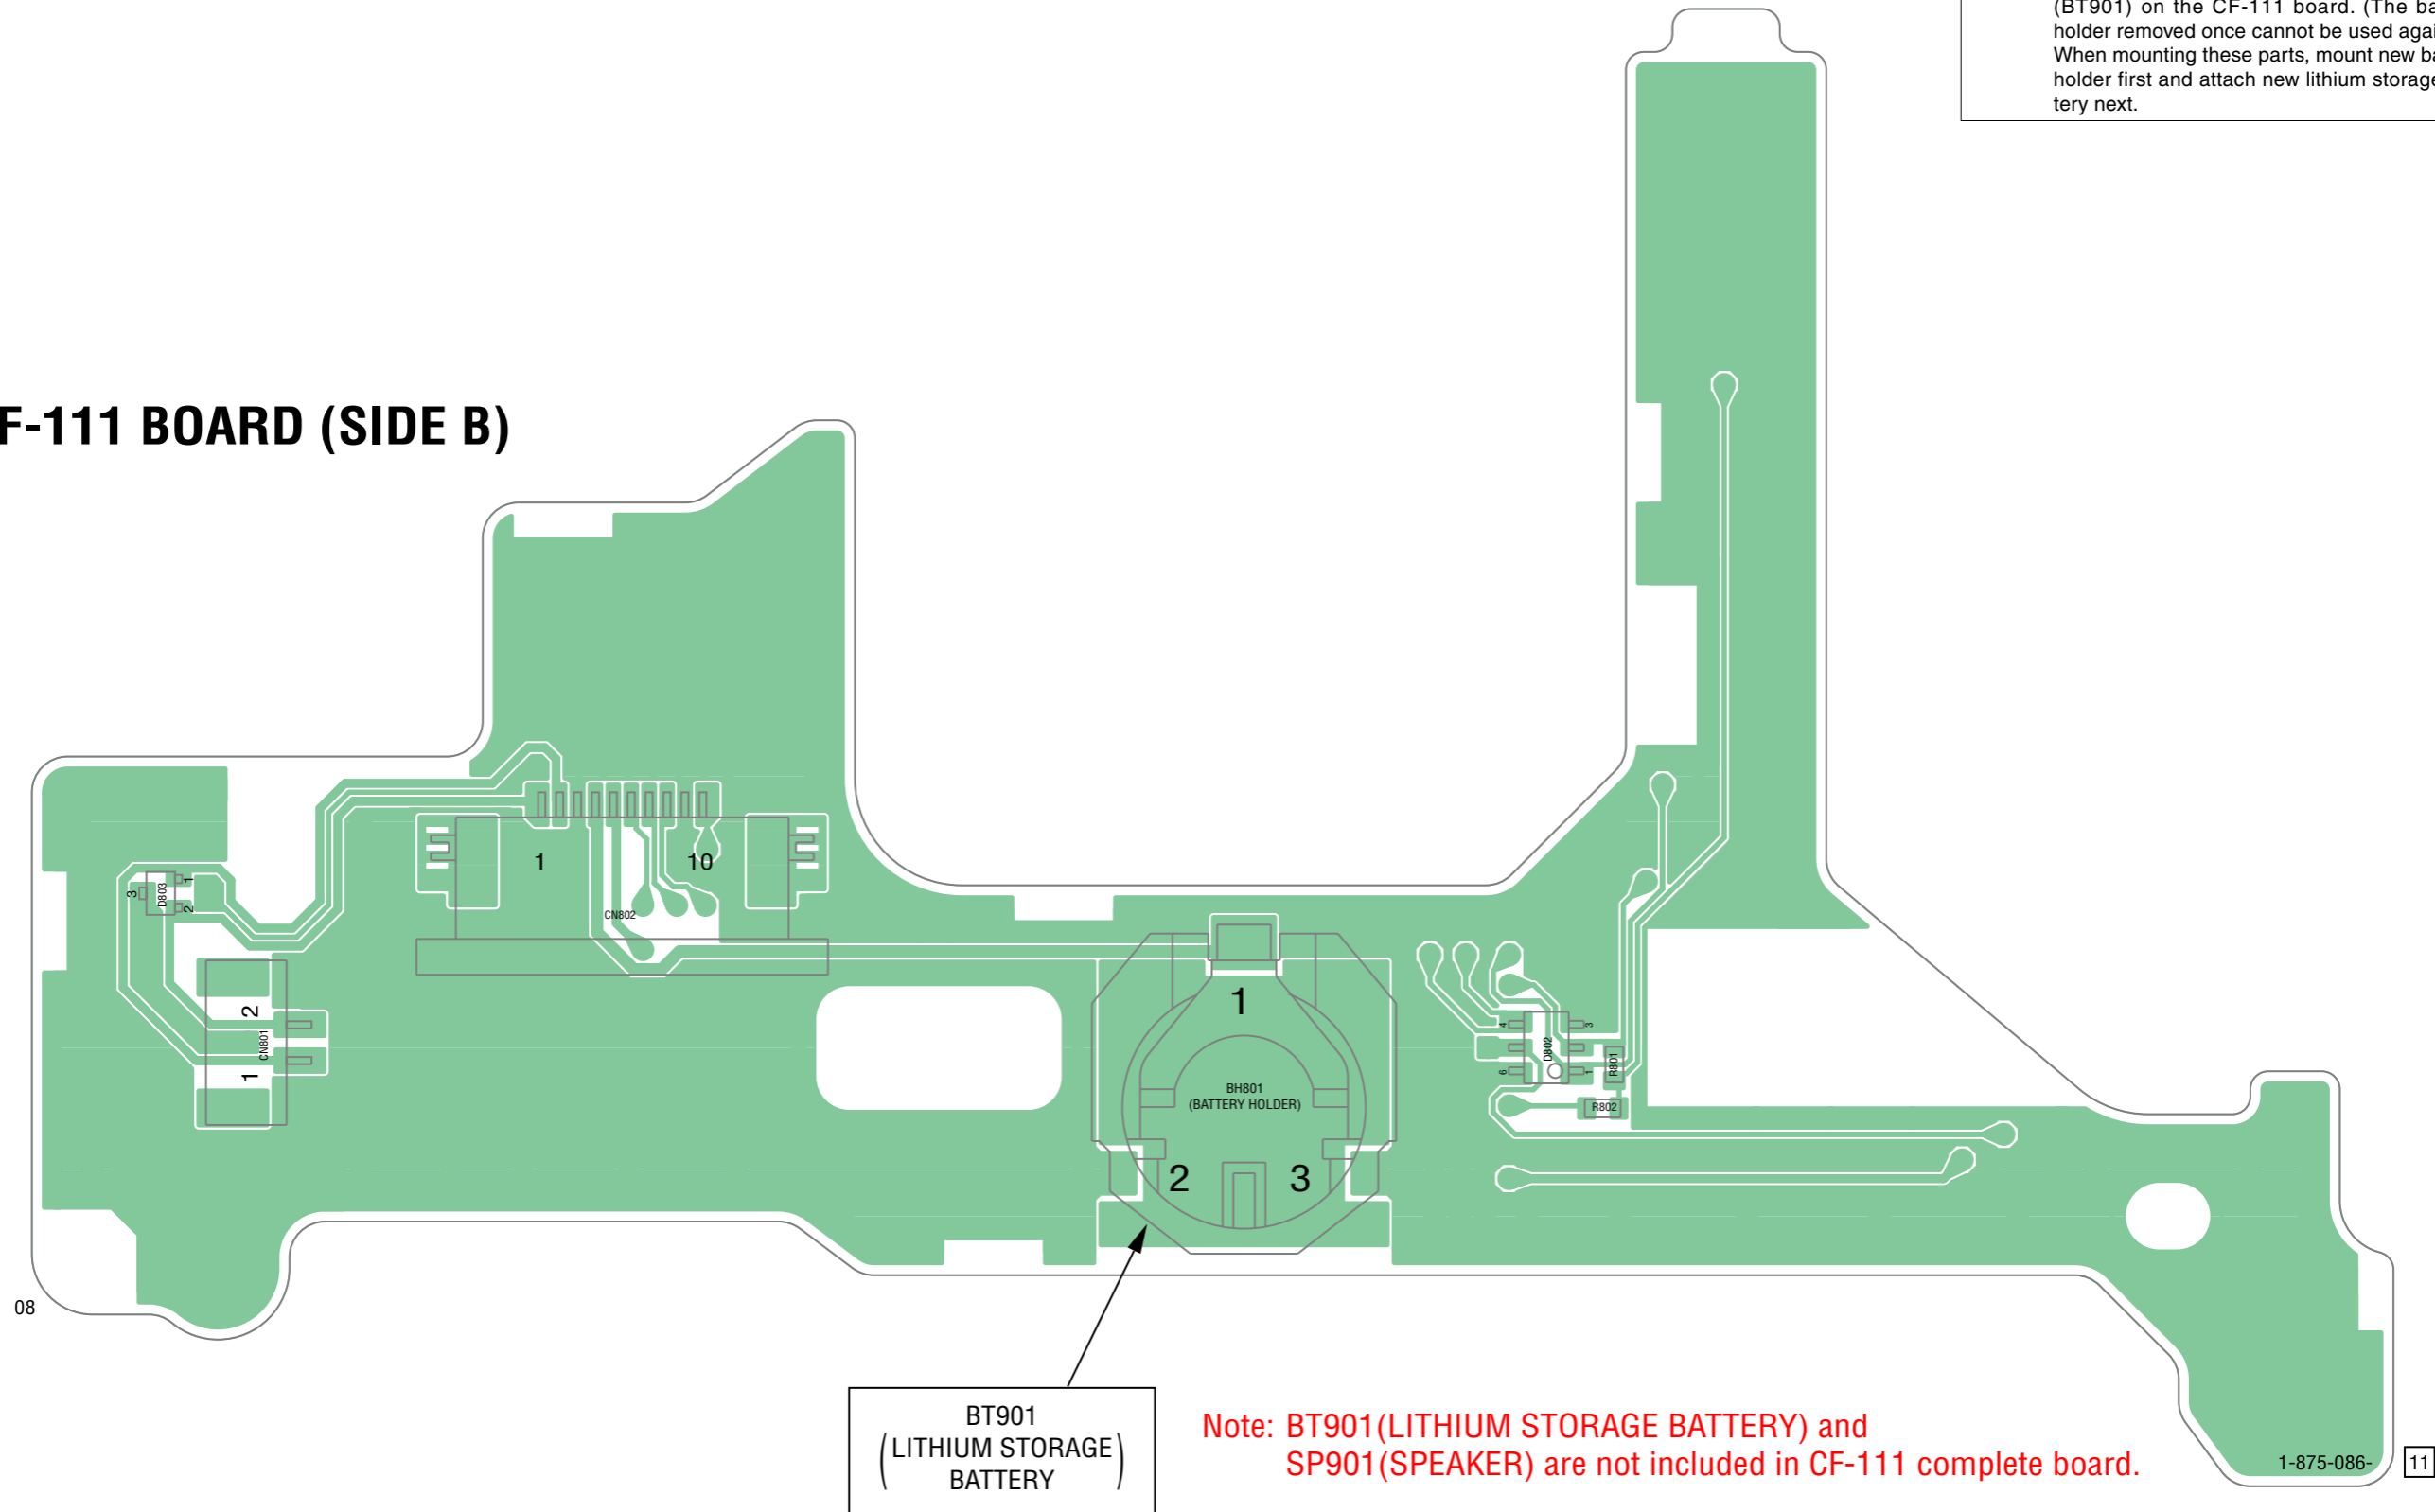 (BT901) on the CF-111 board. (The
holder removed once cannot be used
When mounting these parts, mount new
holder first and attach new lithium storage
tery next.
F-111 BOARD (SIDE B)
1
10
CN802
3
D803
1
2
2
CN801
1
1
BH801
(BATTERY HOLDER)
2
3
4
3
D802
6
1
R801
R802
08
BT901
(LITHIUM STORAGE)
BATTERY
Note: BT901(LITHIUM STORAGE BATTERY) and
SP901(SPEAKER) are not included in CF-111 complete board.
1-875-086-
11